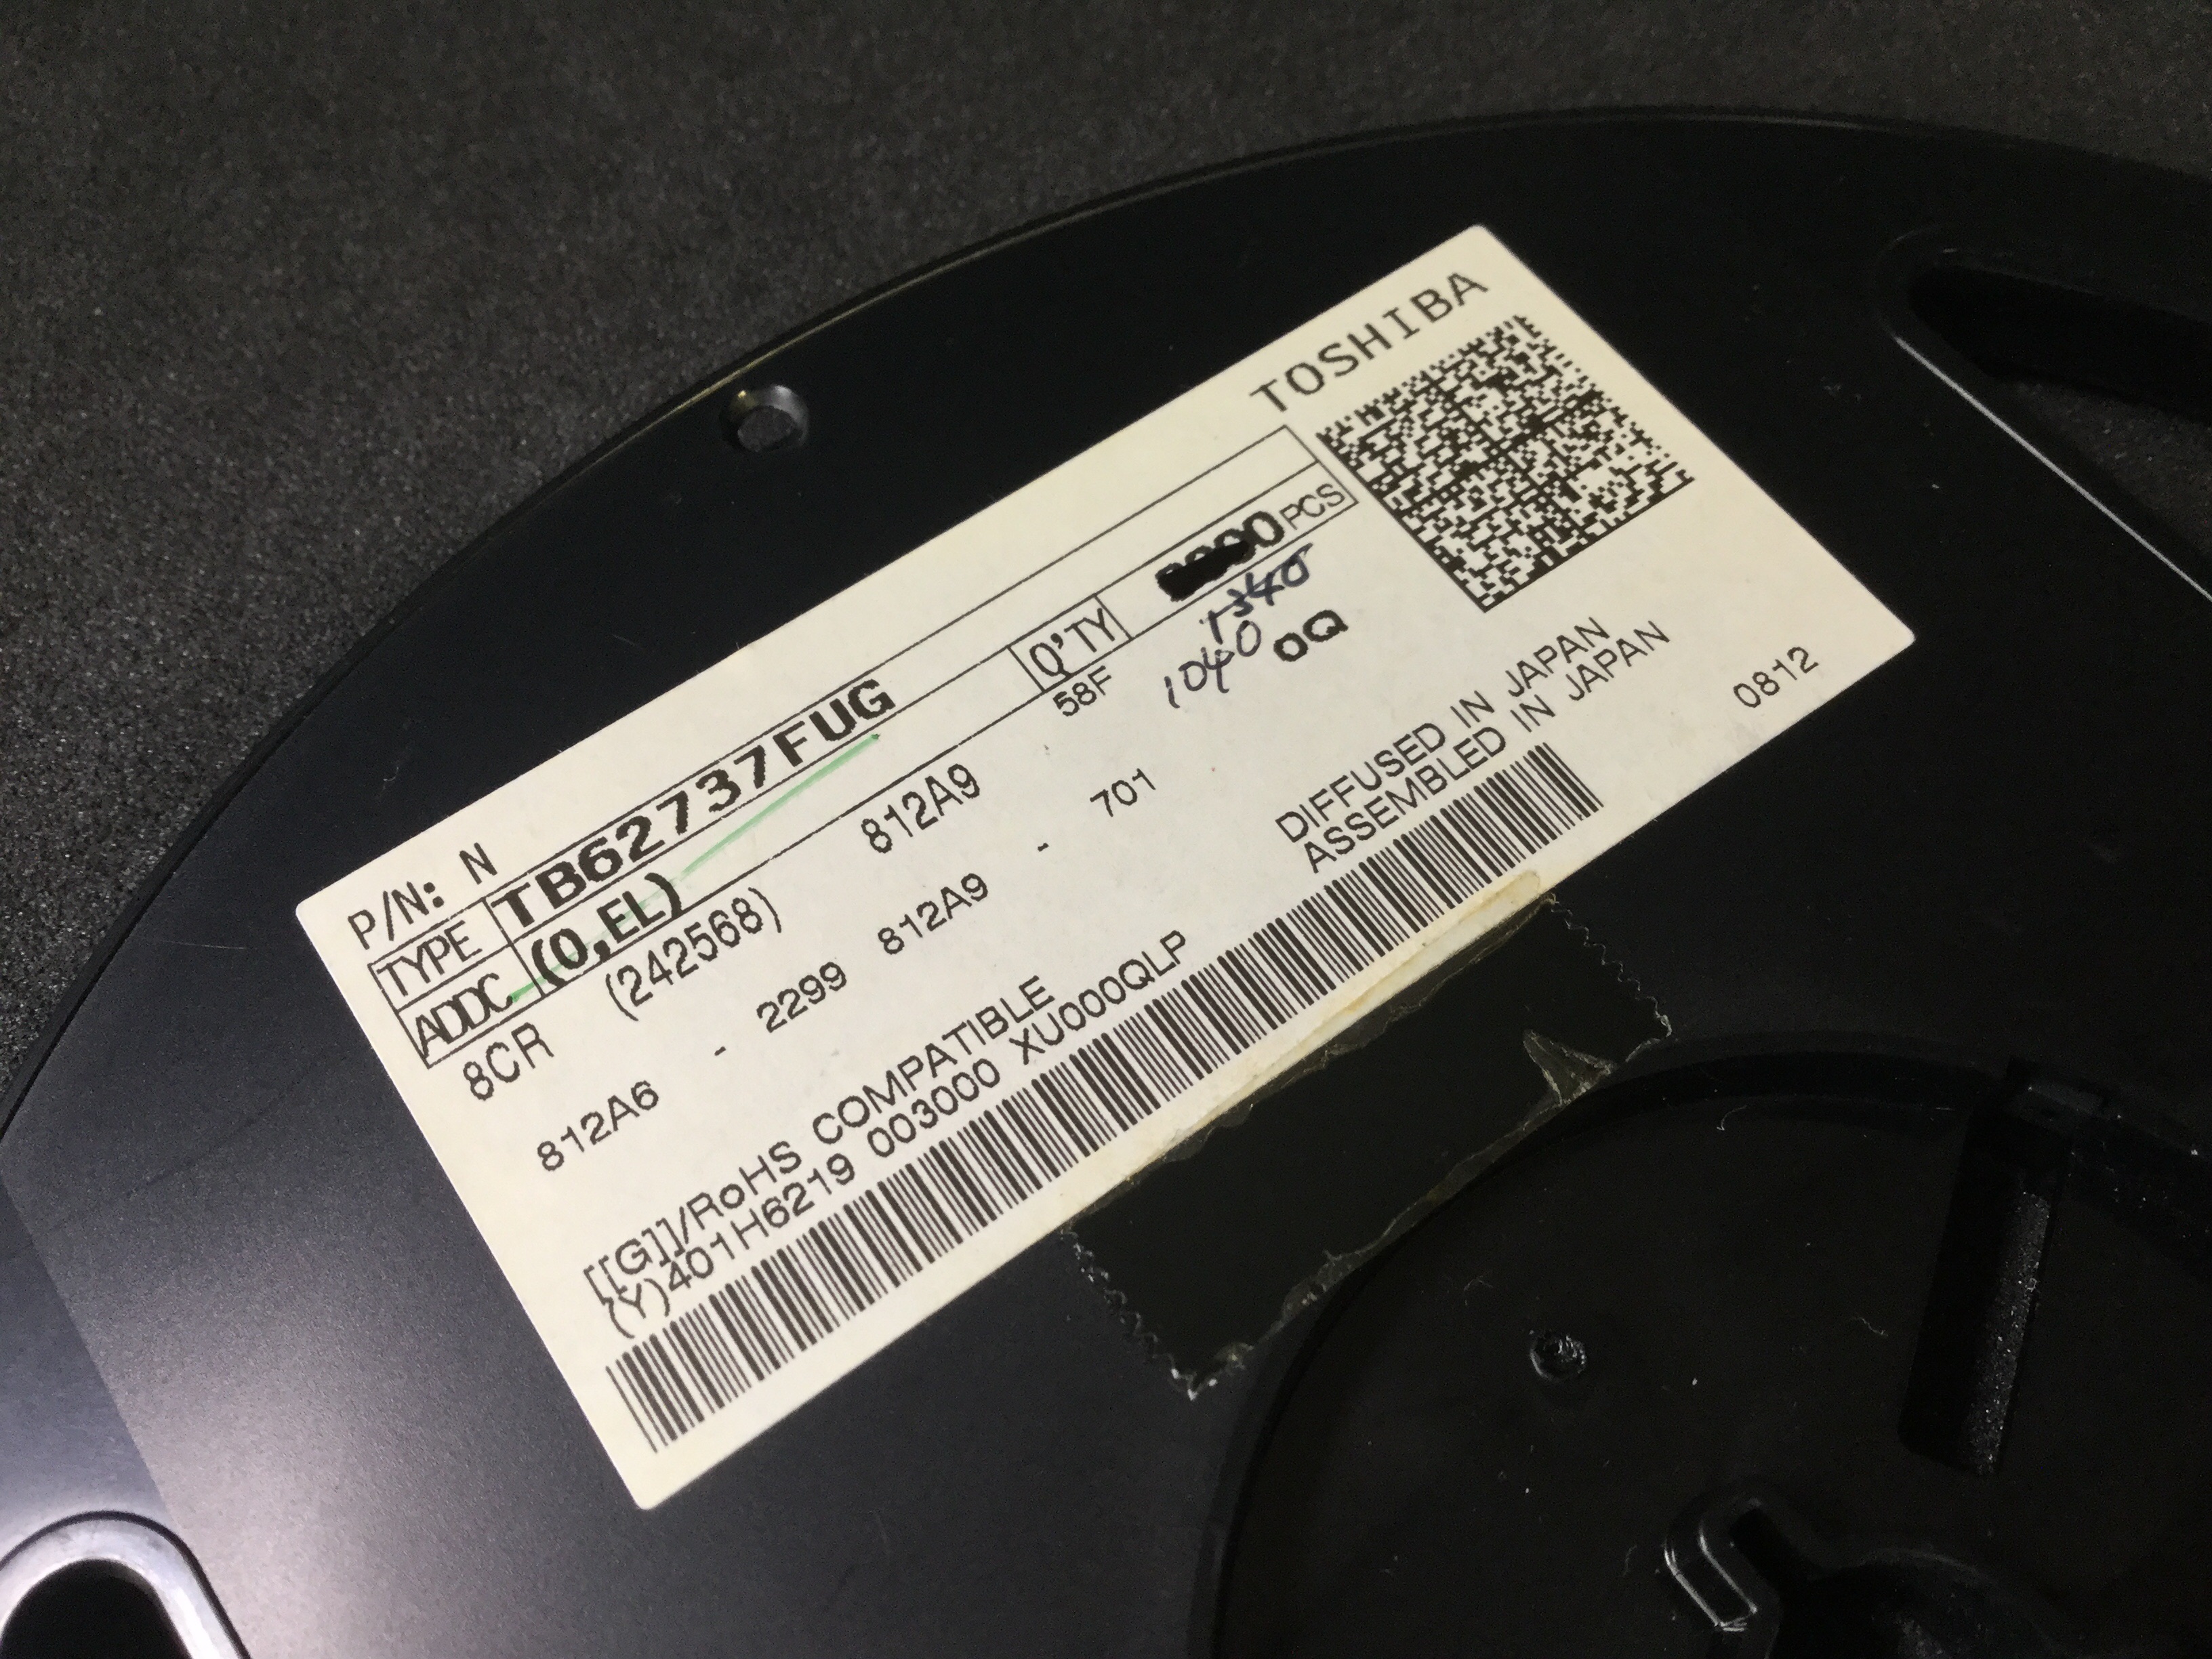 TOSHIBA
P/N: N
TYPE TB62737FUG
ADDC (O,EL) Q'TY PCS
8CR (242568) 812A9 58F 1340
1040 0Q
812A6 - 2299 812A9 - 701
[[G]]/RoHS COMPATIBLE DIFFUSED IN JAPAN
(Y)401H6219 003000 XU000QLP ASSEMBLED IN JAPAN 0812